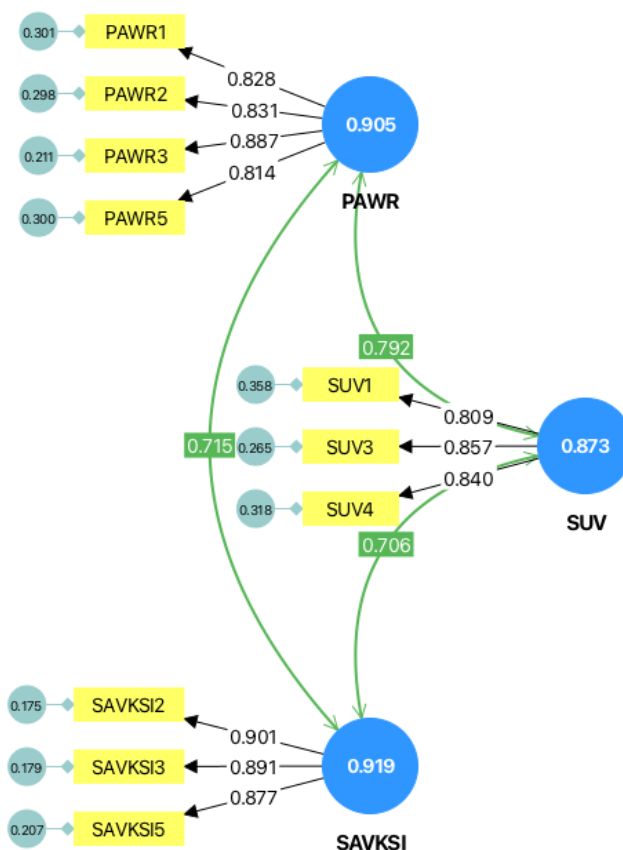 0.301 PAWR1
0.828
0.298 PAWR2
0.831
0.905
0.211 PAWR3
0.887
0.814
0.300 PAWR5
PAWR
0.792
0.358 SUV1
0.809
0.715
0.265 SUV3
0.857
0.873
0.840
0.318 SUV4
SUV
0.706
0.175 SAVKSI2
0.901
0.179 SAVKSI3
0.891
0.919
0.877
0.207 SAVKSI5
SAVKSI